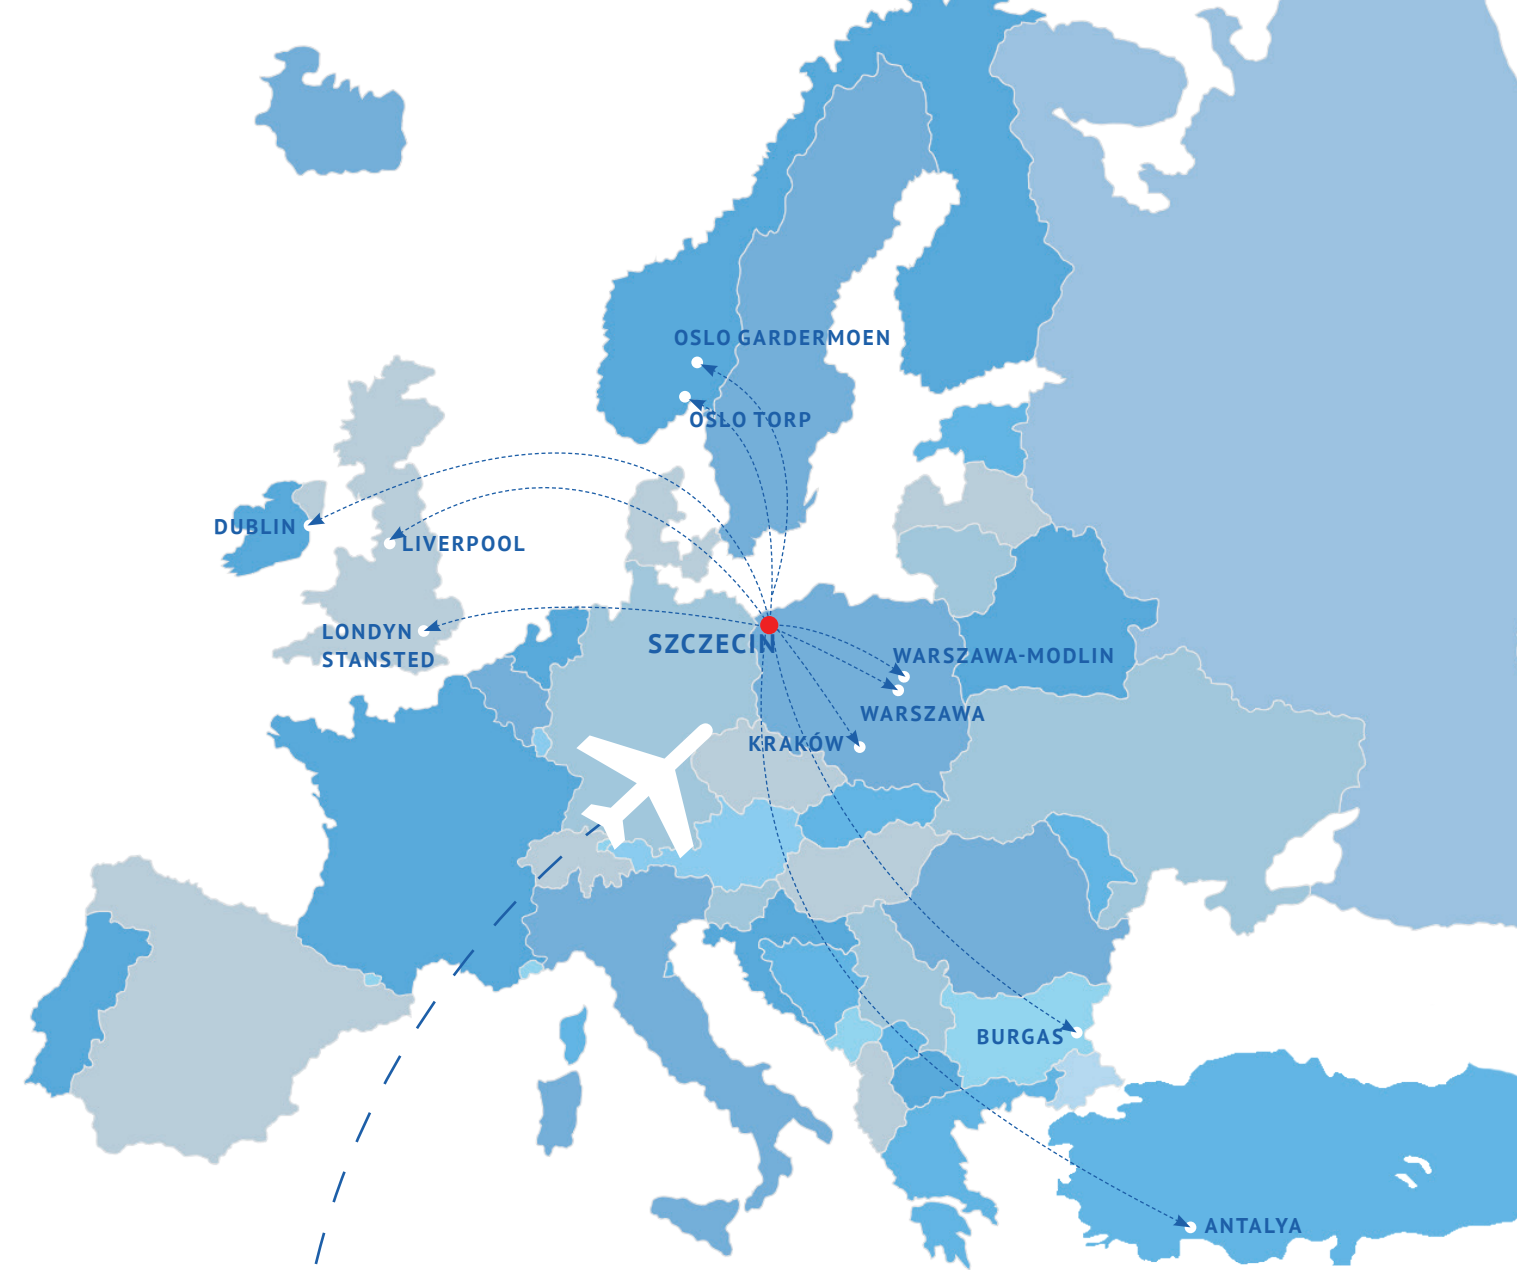 OSLO GARDERMOEN
OSLO TORP
DUBLIN
LIVERPOOL
LONDYN
STANSTED
SZCZECIN
WARSZAWA-MODLIN
WARSZAWA
KRAKÓW
BURGAS
ANTALYA